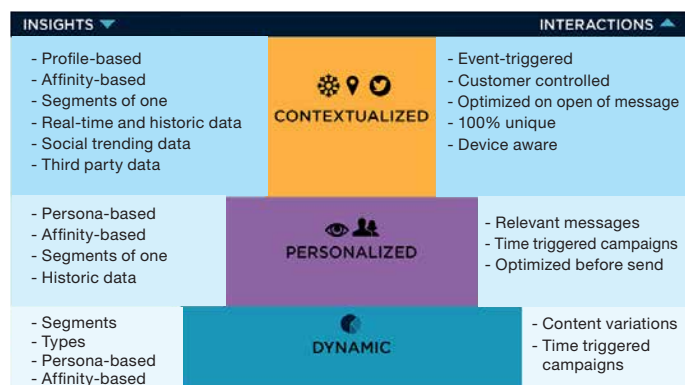 INSIGHTS
INTERACTIONS
- Profile-based
- Affinity-based
- Segments of one
- Real-time and historic data
- Social trending data
- Third party data
CONTEXTUALIZED
- Event-triggered
- Customer controlled
- Optimized on open of message
- 100% unique
- Device aware
- Persona-based
- Affinity-based
- Segments of one
- Historic data
PERSONALIZED
- Relevant messages
- Time triggered campaigns
- Optimized before send
- Segments
- Types
- Persona-based
- Affinity-based
DYNAMIC
- Content variations
- Time triggered
campaigns